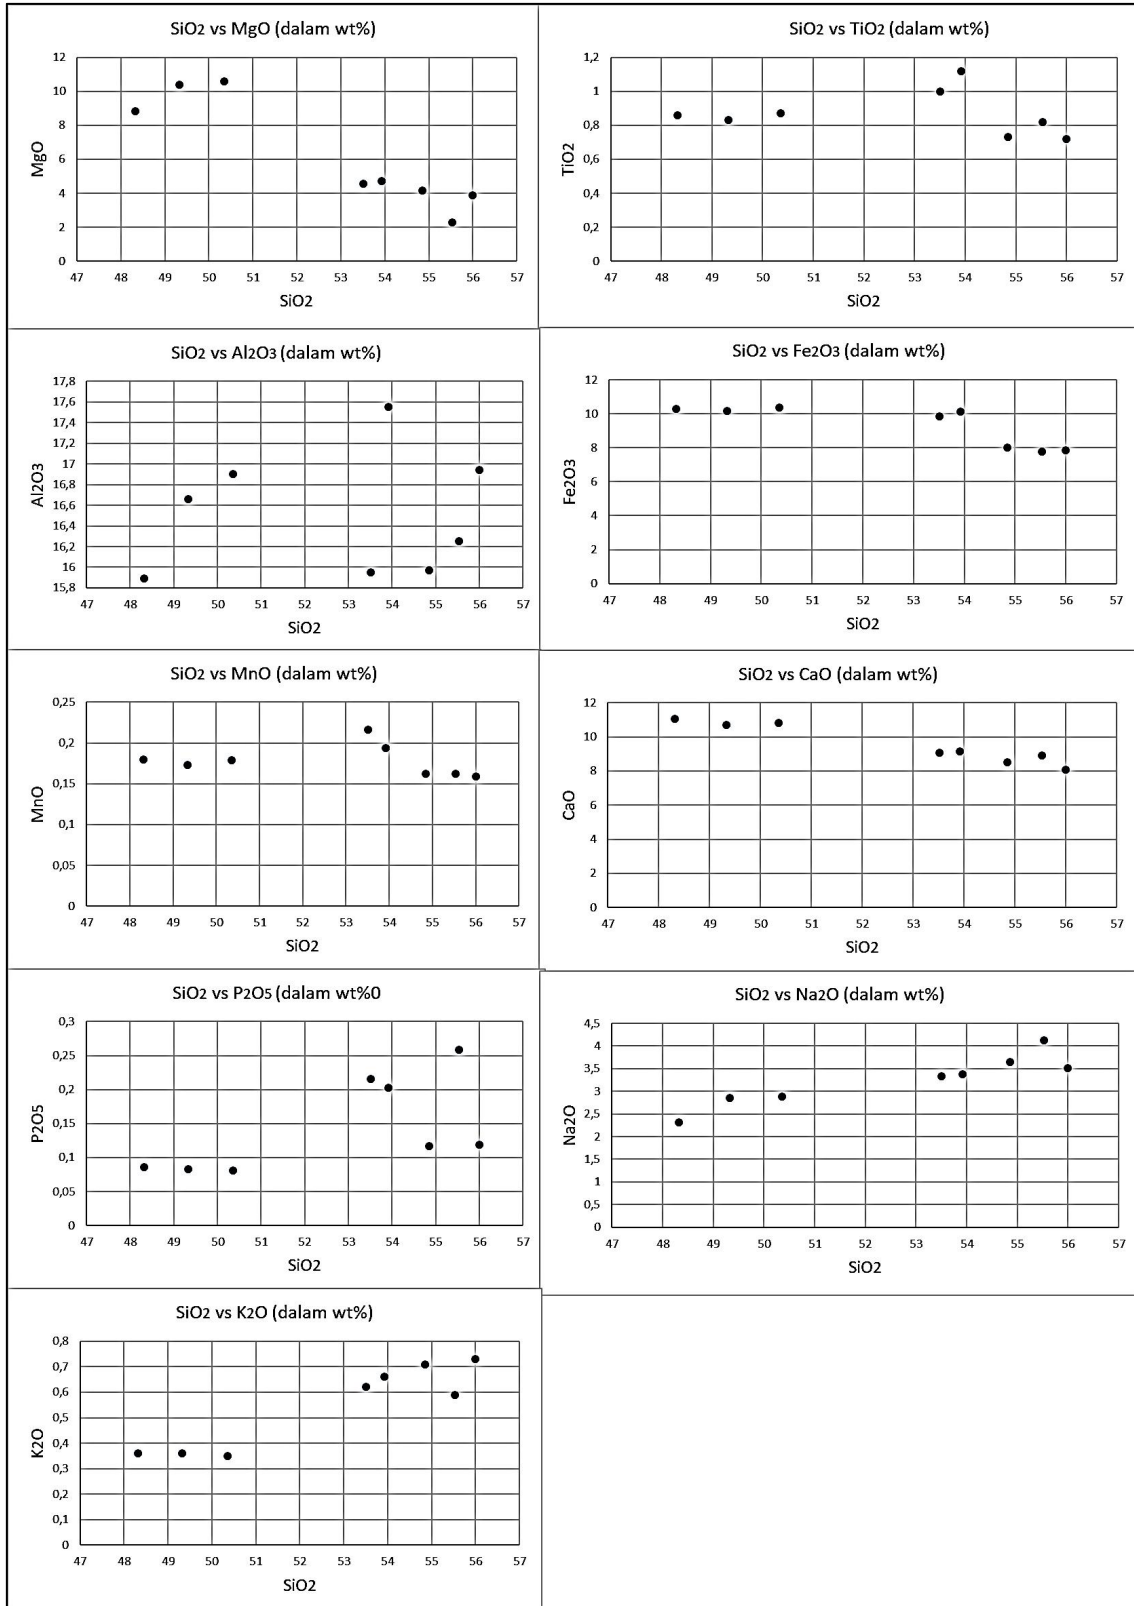 SiO2 vs MgO (dalam wt%)
12
10
8
6
4
2
0
MgO
47 48 49 50 51 52 53 54 55 56 57
SiO2
SiO2 vs TiO2 (dalam wt%)
1,2
1
0,8
0,6
0,4
0,2
0
TiO2
47 48 49 50 51 52 53 54 55 56 57
SiO2
SiO2 vs Al2O3 (dalam wt%)
17,8
17,6
17,4
17,2
17
16,8
16,6
16,4
16,2
16
15,8
Al2O3
47 48 49 50 51 52 53 54 55 56 57
SiO2
SiO2 vs Fe2O3 (dalam wt%)
12
10
8
6
4
2
0
Fe2O3
47 48 49 50 51 52 53 54 55 56 57
SiO2
SiO2 vs MnO (dalam wt%)
0,25
0,2
0,15
0,1
0,05
0
MnO
47 48 49 50 51 52 53 54 55 56 57
SiO2
SiO2 vs CaO (dalam wt%)
12
10
8
6
4
2
0
CaO
47 48 49 50 51 52 53 54 55 56 57
SiO2
SiO2 vs P2O5 (dalam wt%0
0,3
0,25
0,2
0,15
0,1
0,05
0
P2O5
47 48 49 50 51 52 53 54 55 56 57
SiO2
SiO2 vs Na2O (dalam wt%)
4,5
4
3,5
3
2,5
2
1,5
1
0,5
0
Na2O
47 48 49 50 51 52 53 54 55 56 57
SiO2
SiO2 vs K2O (dalam wt%)
0,8
0,7
0,6
0,5
0,4
0,3
0,2
0,1
0
K2O
47 48 49 50 51 52 53 54 55 56 57
SiO2